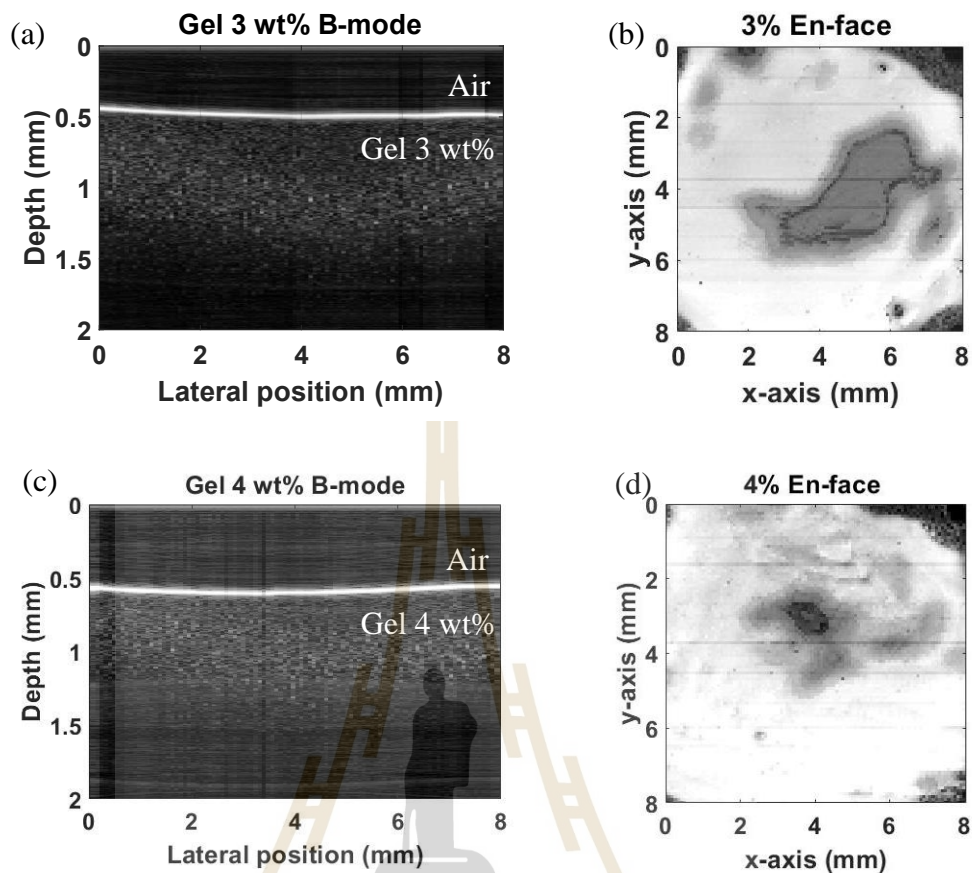 (a)
Gel 3 wt% B-mode
Depth (mm)
0
0.5
1
1.5
2
Air
Gel 3 wt%
0 2 4 6 8
Lateral position (mm)
(b)
3% En-face
y-axis (mm)
0
2
4
6
8
0 2 4 6 8
x-axis (mm)
(c)
Gel 4 wt% B-mode
Depth (mm)
0
0.5
1
1.5
2
Air
Gel 4 wt%
0 2 4 6 8
Lateral position (mm)
(d)
4% En-face
y-axis (mm)
0
2
4
6
8
0 2 4 6 8
x-axis (mm)